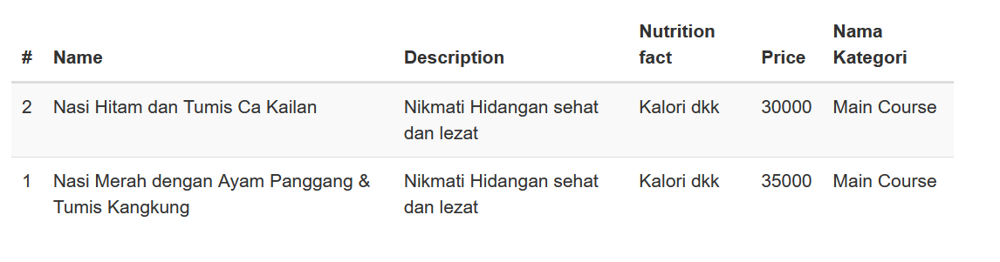 # Name Description Nutrition fact Price Nama Kategori
2 Nasi Hitam dan Tumis Ca Kailan Nikmati Hidangan sehat dan lezat Kalori dkk 30000 Main Course
1 Nasi Merah dengan Ayam Panggang & Tumis Kangkung Nikmati Hidangan sehat dan lezat Kalori dkk 35000 Main Course